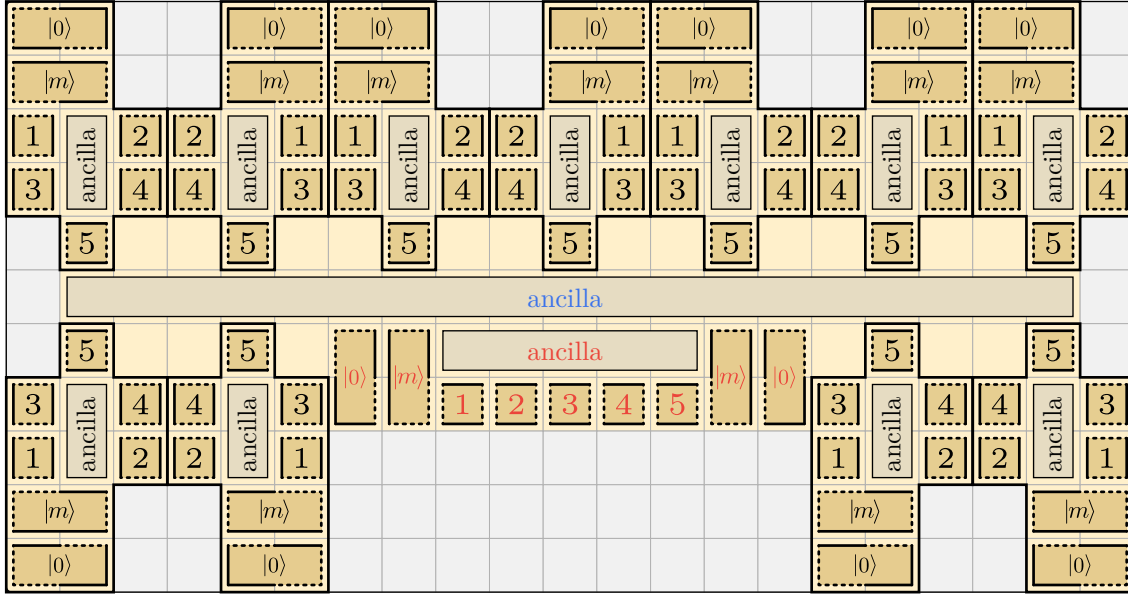 |0⟩ |0⟩ |0⟩ |0⟩ |0⟩ |0⟩ |0⟩
|m⟩ |m⟩ |m⟩ |m⟩ |m⟩ |m⟩ |m⟩
1 ancilla 2 2 ancilla 1 1 ancilla 2 2 ancilla 1 1 ancilla 2 2 ancilla 1 1 ancilla 2
3 4 4 3 3 4 4 3 3 4 4 3 3 4
5 5 5 5 5 5 5
ancilla
5 5 ancilla 5 5
|0⟩ |m⟩ |m⟩ |0⟩
3 ancilla 4 4 ancilla 3 1 2 3 4 5 3 ancilla 4 4 ancilla 3
1 2 2 1 1 2 2 1
|m⟩ |m⟩ |m⟩ |m⟩
|0⟩ |0⟩ |0⟩ |0⟩